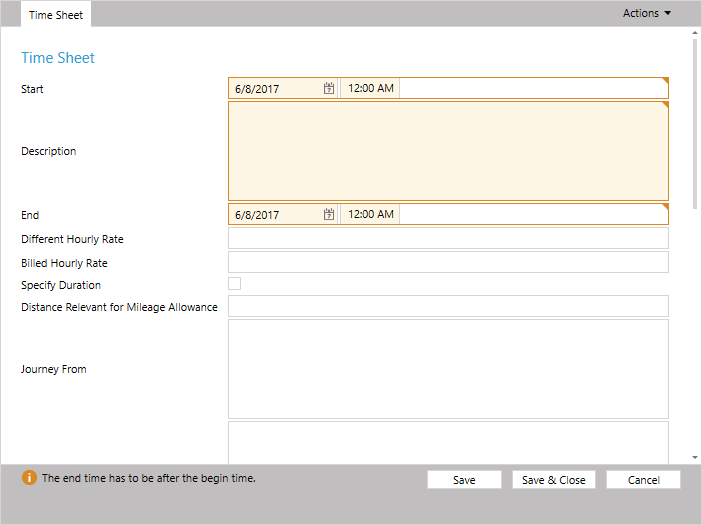 Time Sheet
Actions
Time Sheet
Start 6/8/2017 12:00 AM
Description
End 6/8/2017 12:00 AM
Different Hourly Rate
Billed Hourly Rate
Specify Duration
Distance Relevant for Mileage Allowance
Journey From
The end time has to be after the begin time.
Save
Save & Close
Cancel